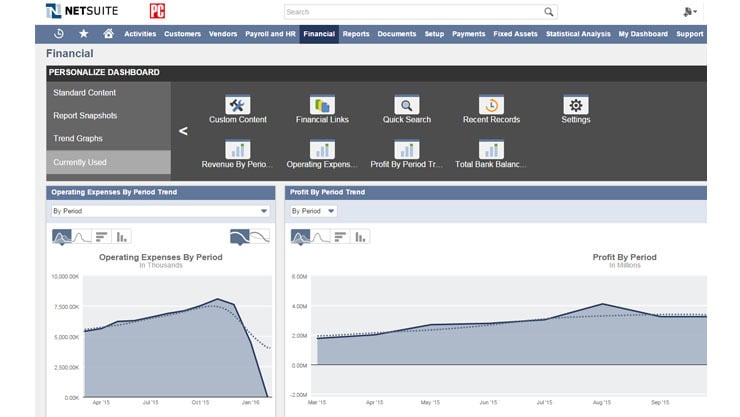 NETSUITE
PC
Search
Activities Customers Vendors Payroll and HR Financial Reports Documents Setup Payments Fixed Assets Statistical Analysis My Dashboard Support
Financial
PERSONALIZE DASHBOARD
Standard Content
Report Snapshots
Trend Graphs
Currently Used
<
Custom Content Financial Links Quick Search Recent Records Settings
Revenue By Perio... Operating Expens... Profit By Period Tr... Total Bank Balanc...
Operating Expenses By Period Trend
By Period
Operating Expenses By Period
In Thousands
10,000.00K
7,500.00K
5,000.00K
2,500.00K
0.00K
Apr '15 Jul '15 Oct '15 Jan '16
Profit By Period Trend
By Period
Profit By Period
In Millions
6.00M
4.00M
2.00M
0.00M
-2.00M
Mar '15 Apr '15 May '15 Jun '15 Jul '15 Aug '15 Sep '15